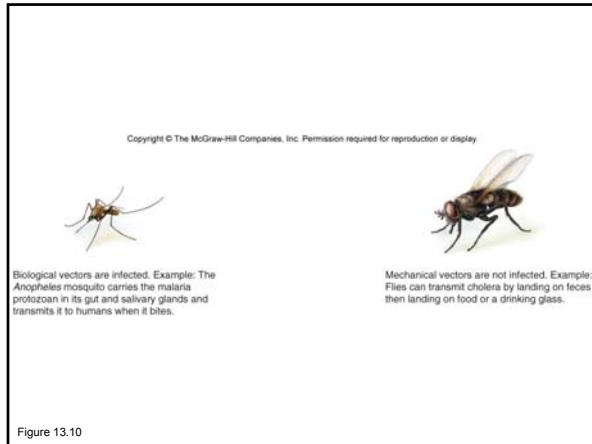 Copyright © The McGraw-Hill Companies, Inc. Permission required for reproduction or display.
Biological vectors are infected. Example: The
Anopheles mosquito carries the malaria
protozoan in its gut and salivary glands and
transmits it to humans when it bites.
Mechanical vectors are not infected. Example:
Flies can transmit cholera by landing on feces
then landing on food or a drinking glass.
Figure 13.10